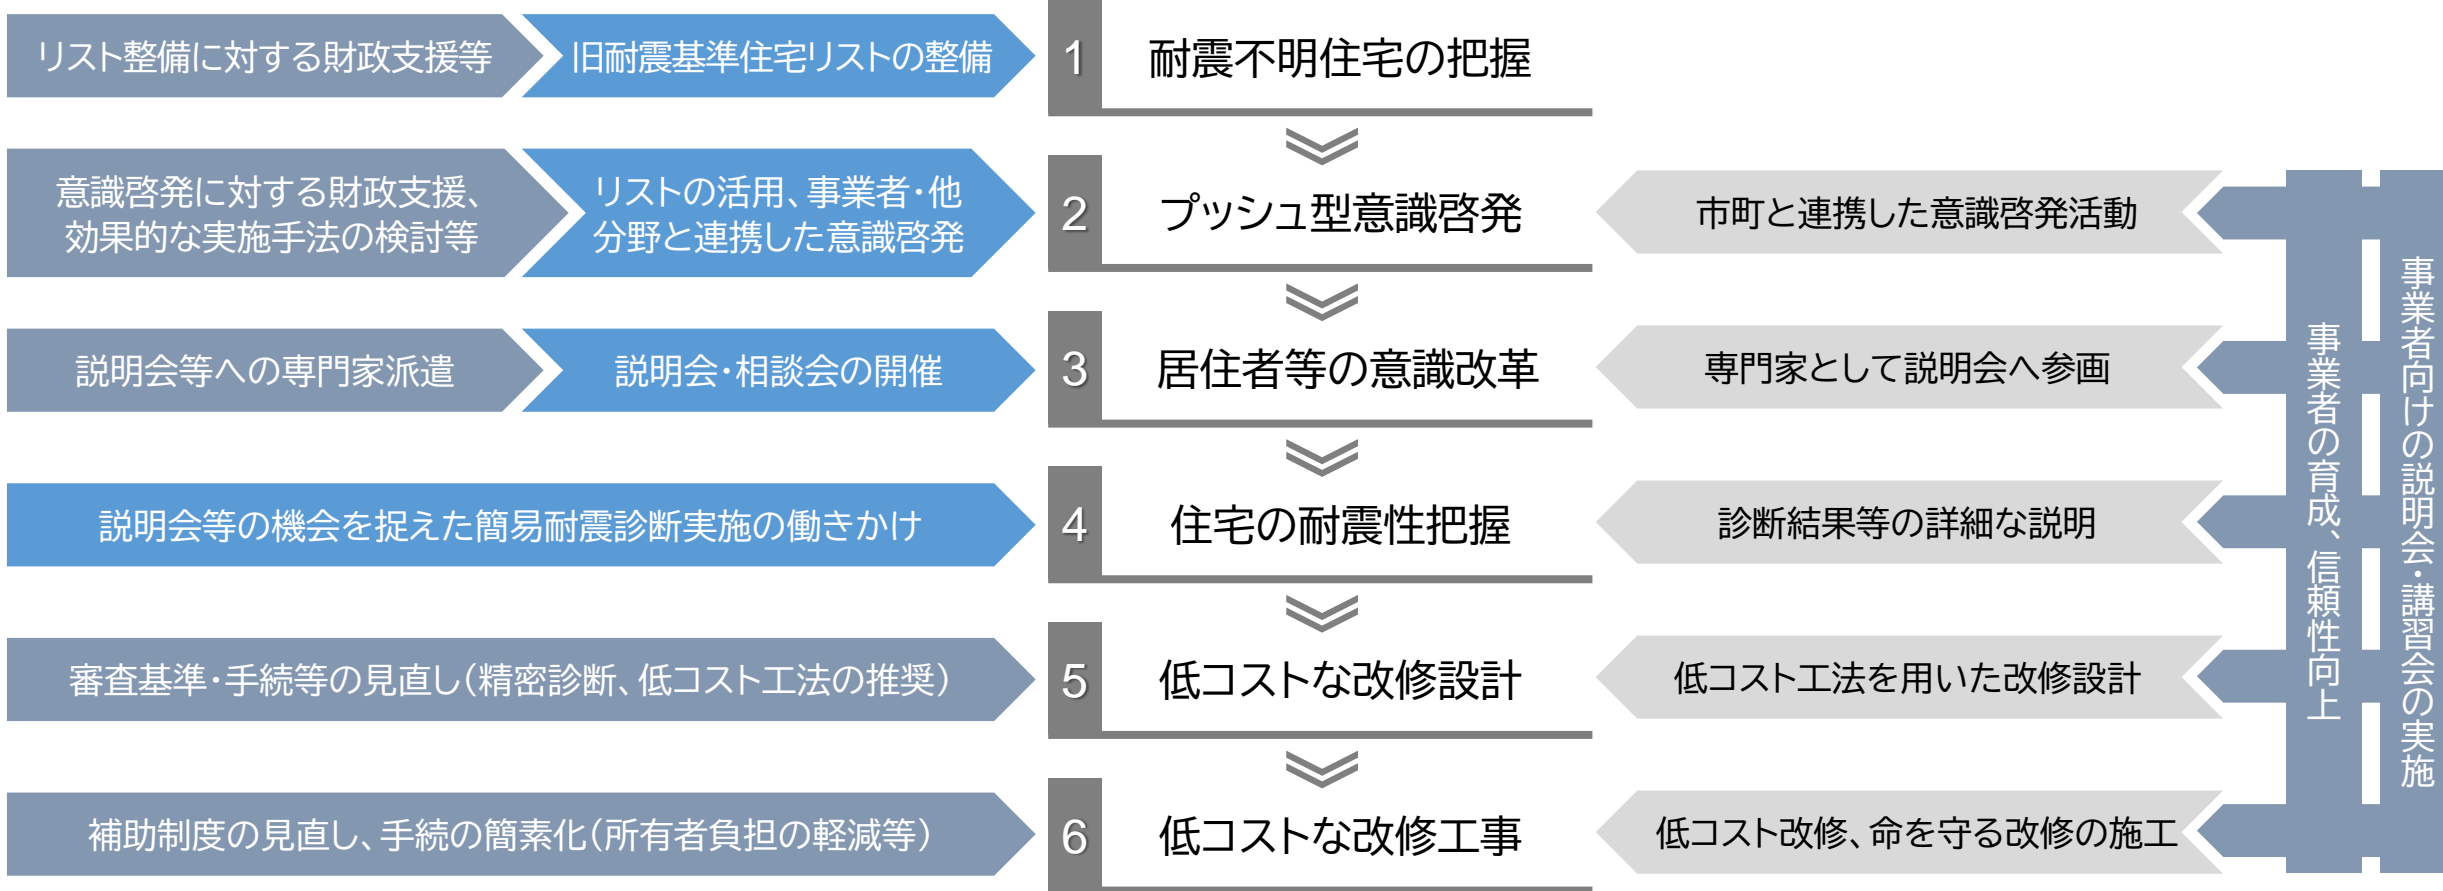 リスト整備に対する財政支援等
旧耐震基準住宅リストの整備
1
耐震不明住宅の把握
意識啓発に対する財政支援、
効果的な実施手法の検討等
リストの活用、事業者・他
分野と連携した意識啓発
2
プッシュ型意識啓発
市町と連携した意識啓発活動
説明会等への専門家派遣
説明会・相談会の開催
3
居住者等の意識改革
専門家として説明会へ参画
説明会等の機会を捉えた簡易耐震診断実施の働きかけ
4
住宅の耐震性把握
診断結果等の詳細な説明
審査基準・手続等の見直し（精密診断、低コスト工法の推奨）
5
低コストな改修設計
低コスト工法を用いた改修設計
補助制度の見直し、手続の簡素化（所有者負担の軽減等）
6
低コストな改修工事
低コスト改修、命を守る改修の施工
事業者の育成、信頼性向上
事業者向けの説明会・講習会の実施